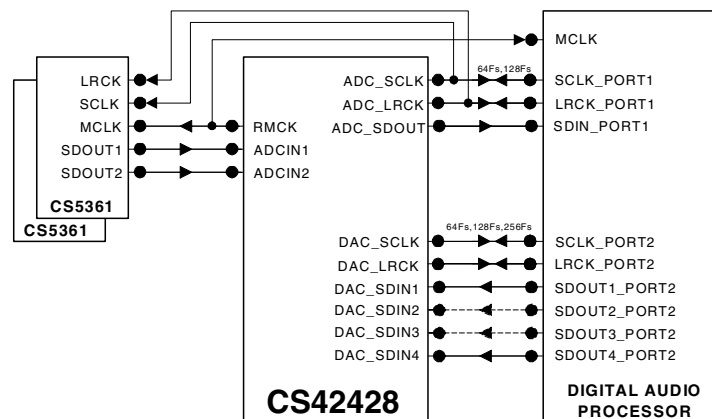 MCLK
64Fs,128Fs
LRCK
SCLK
MCLK
SDOUT1
SDOUT2
CS5361
CS5361
RMCK
ADCIN1
ADCIN2
ADC_SCLK
ADC_LRCK
ADC_SDOUT
SCLK_PORT1
LRCK_PORT1
SDIN_PORT1
64Fs,128Fs,256Fs
DAC_SCLK
DAC_LRCK
DAC_SDIN1
DAC_SDIN2
DAC_SDIN3
DAC_SDIN4
SCLK_PORT2
LRCK_PORT2
SDOUT1_PORT2
SDOUT2_PORT2
SDOUT3_PORT2
SDOUT4_PORT2
CS42428
DIGITAL AUDIO
PROCESSOR